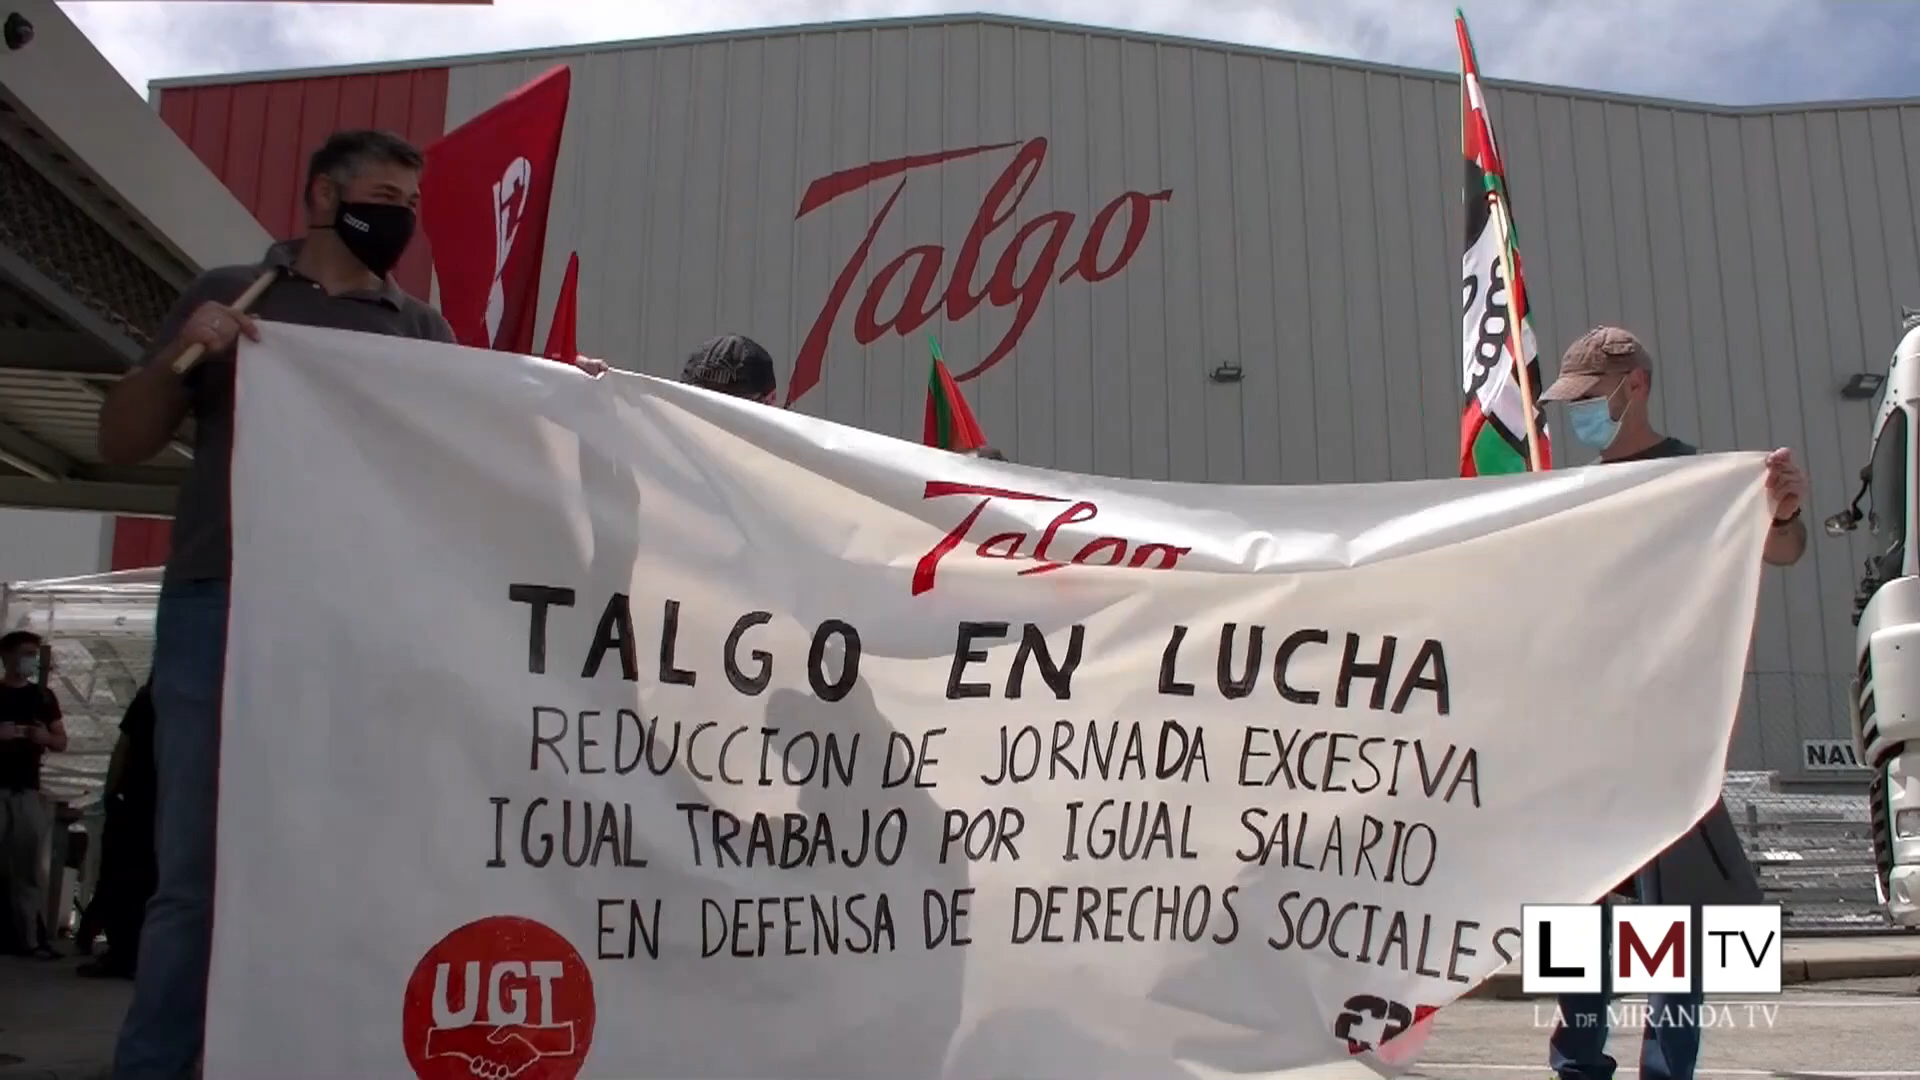 Talgo
Talgo
TALGO EN LUCHA
REDUCCION DE JORNADA EXCESIVA
IGUAL TRABAJO POR IGUAL SALARIO
EN DEFENSA DE DERECHOS SOCIALES
UGT
NAV
LM TV
LA DE MIRANDA TV